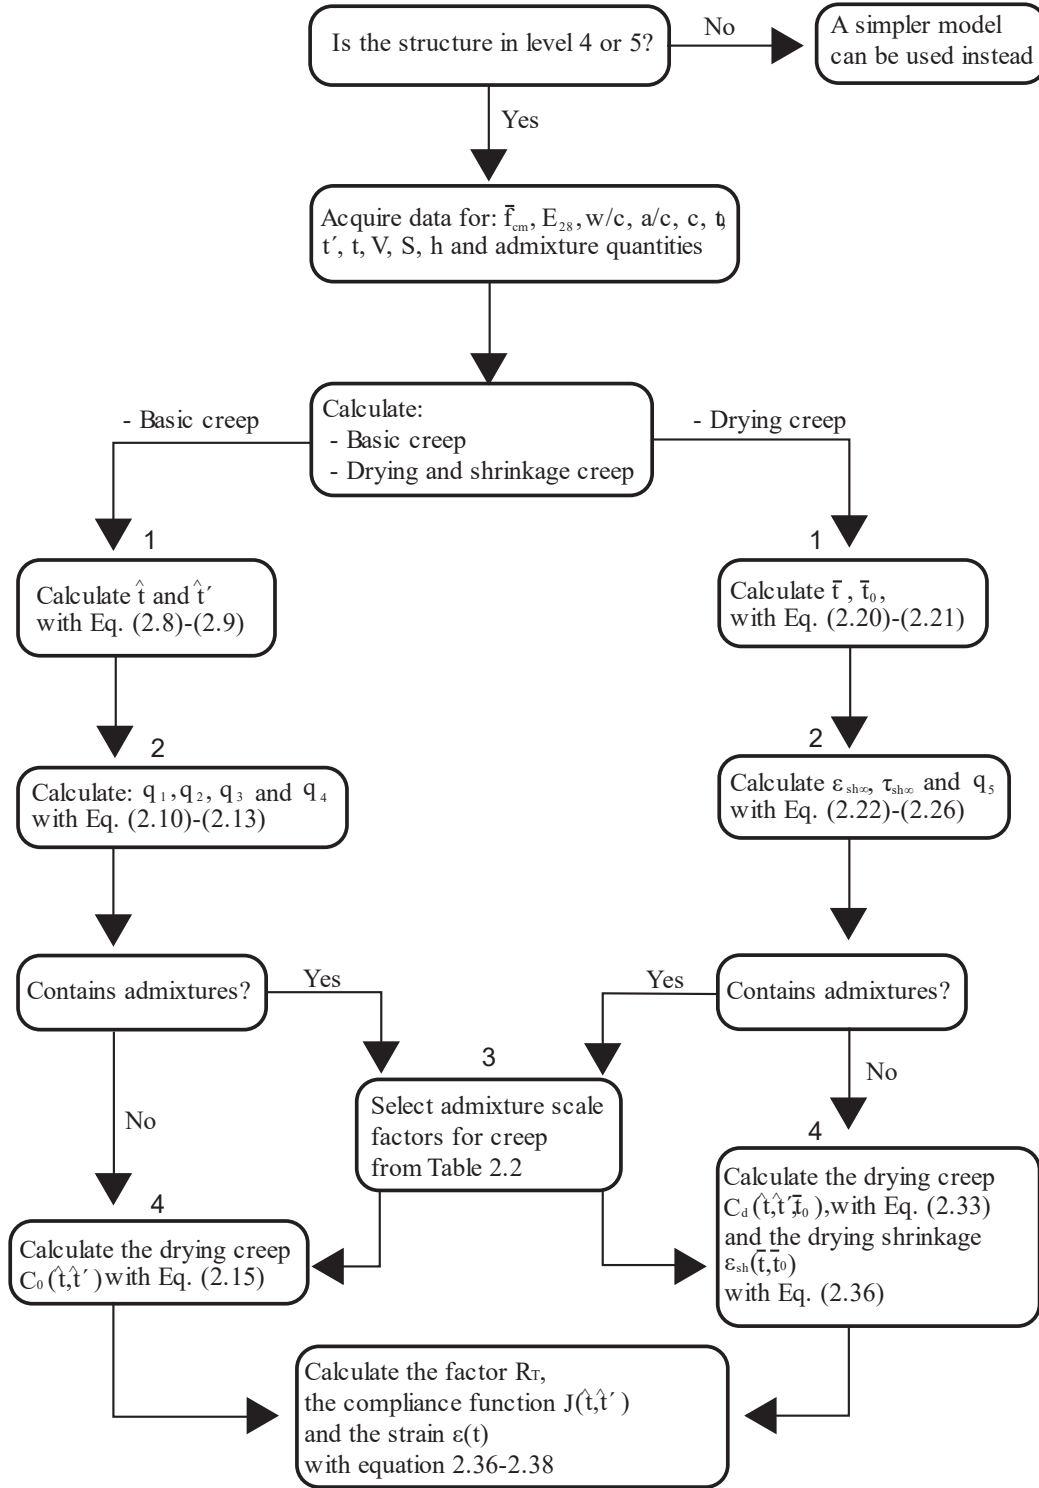 Is the structure in level 4 or 5?
No
A simpler model
can be used instead
Yes
Acquire data for: f̄cm, E28, w/c, a/c, c, t0,
t´, t, V, S, h and admixture quantities
Calculate:
- Basic creep
- Drying and shrinkage creep
- Basic creep
- Drying creep
1
Calculate t̂ and t̂´
with Eq. (2.8)-(2.9)
1
Calculate t̄ , t̄0,
with Eq. (2.20)-(2.21)
2
Calculate: q1, q2, q3 and q4
with Eq. (2.10)-(2.13)
2
Calculate εsh∞, τsh∞ and q5
with Eq. (2.22)-(2.26)
Contains admixtures?
Yes
No
Contains admixtures?
Yes
No
3
Select admixture scale
factors for creep
from Table 2.2
4
Calculate the drying creep
C0(t̂,t̂´) with Eq. (2.15)
4
Calculate the drying creep
Cd(t̂,t̂´,t̄0),with Eq. (2.33)
and the drying shrinkage
εsh(t̄,t̄0)
with Eq. (2.36)
Calculate the factor RT,
the compliance function J(t̂,t̂´)
and the strain ε(t)
with equation 2.36-2.38